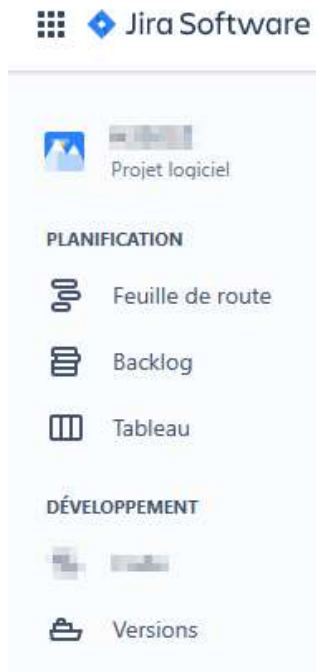 Jira Software
Projet logiciel
PLANIFICATION
Feuille de route
Backlog
Tableau
DÉVELOPPEMENT
Versions